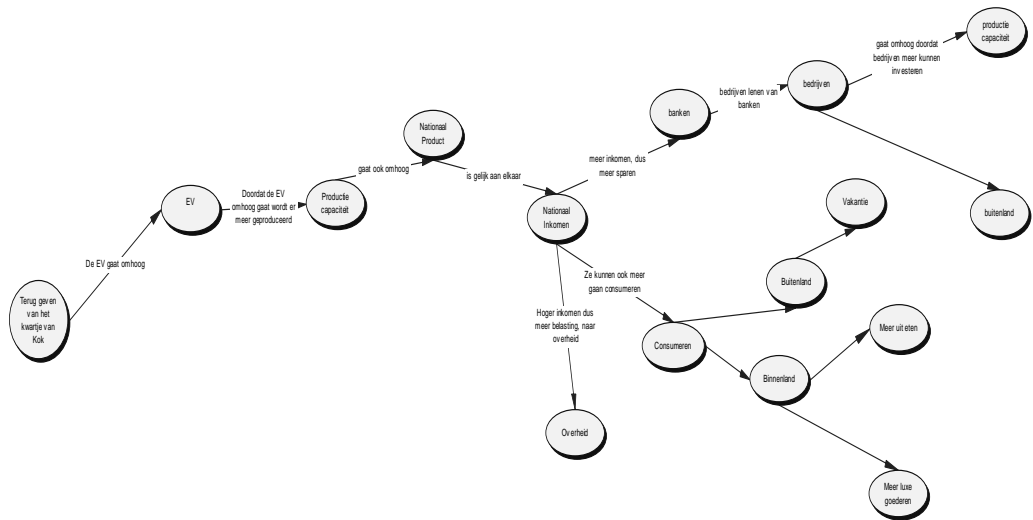 Terug geven
van het
kwartje van
Kok
De EV gaat omhoog
EV
Doordat de EV
omhoog gaat wordt er
meer geproduceerd
Productie
capaciteit
gaat ook omhoog
Nationaal
Product
is gelijk aan elkaar
Nationaal
Inkomen
meer inkomen, dus
meer sparen
banken
bedrijven lenen van
banken
bedrijven
gaat omhoog doordat
bedrijven meer kunnen
investeren
productie
capaciteit
buitenland
Ze kunnen ook meer
gaan consumeren
Consumeren
Buitenland
Vakantie
Binnenland
Meer uit eten
Meer luxe
goederen
Hoger inkomen dus
meer belasting, naar
overheid
Overheid